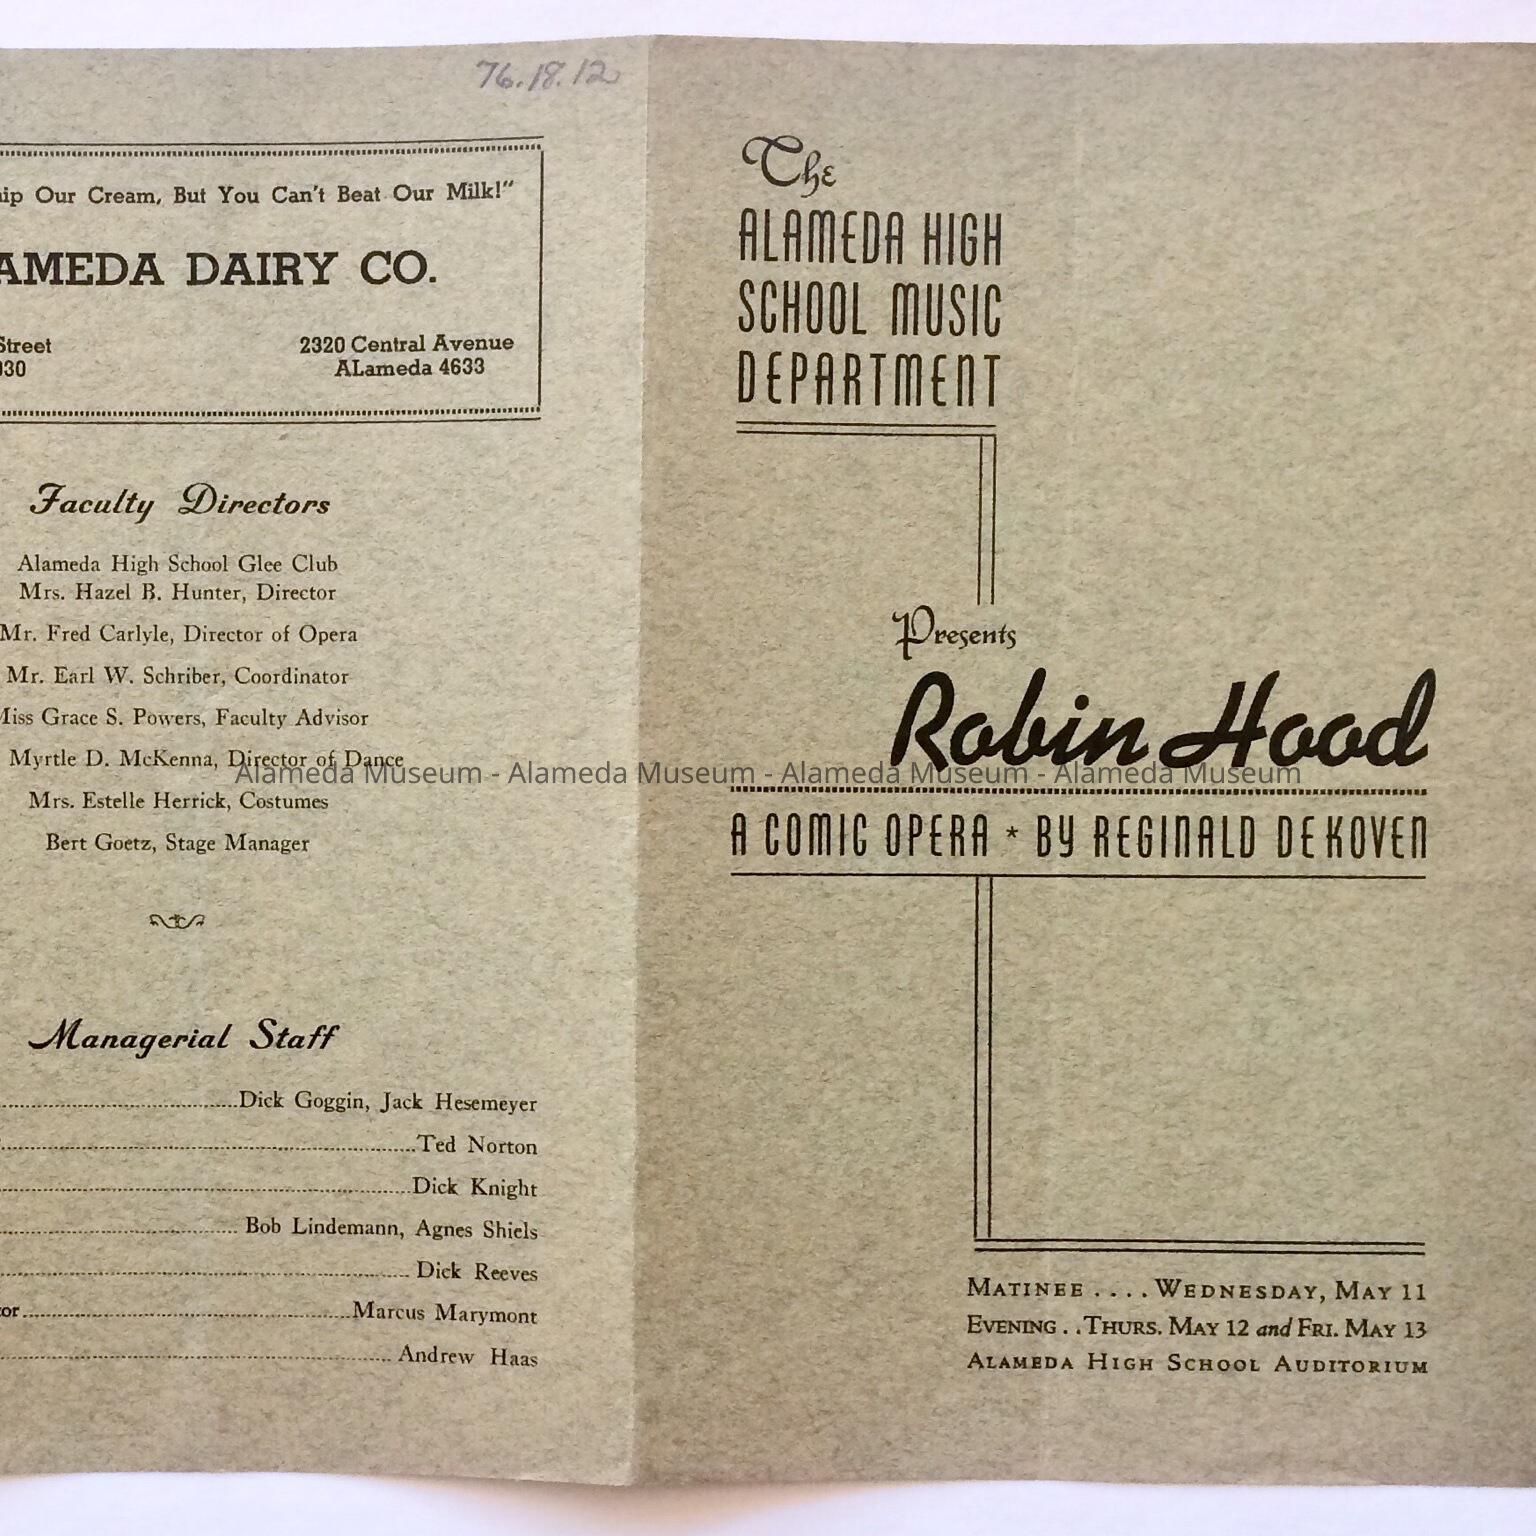 76.18.12
Our Cream, But You Can't Beat Our Milk!"
DAIRY CO.
Street
2320 Central Avenue
ALameda 4633
Faculty Directors
Alameda High School Glee Club
Mrs. Hazel B. Hunter, Director
Mr. Fred Carlyle, Director of Opera
Mr. Earl W. Schriber, Coordinator
Miss Grace S. Powers, Faculty Advisor
Myrtle D. McKenna, Director of Dance
Mrs. Estelle Herrick, Costumes
Bert Goetz, Stage Manager
Managerial Staff
Dick Goggin, Jack Hesemeyer
Ted Norton
Dick Knight
Bob Lindemann, Agnes Shiels
Dick Reeves
Marcus Marymont
Andrew Haas
The
ALAMEDA HIGH
SCHOOL MUSIC
DEPARTMENT
Presents
Robin Hood
A COMIC OPERA * BY REGINALD DE KOVEN
MATINEE .... WEDNESDAY, MAY 11
EVENING . . THURS. MAY 12 and FRI. MAY 13
ALAMEDA HIGH SCHOOL AUDITORIUM
Alameda Museum - Alameda Museum - Alameda Museum - Alameda Museum